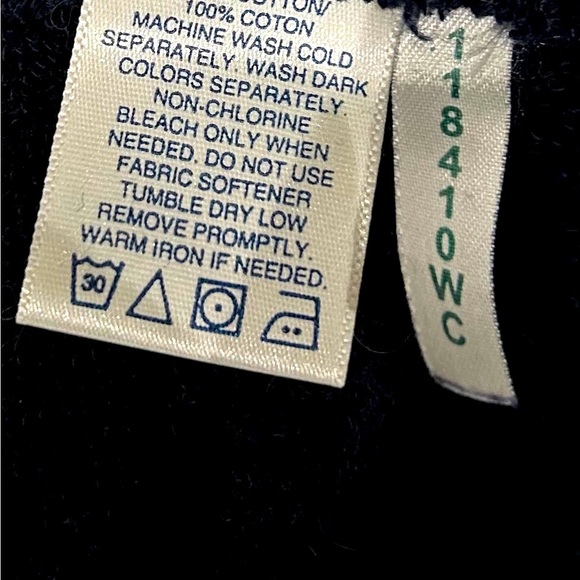 COTTON/
100% COTON
MACHINE WASH COLD
SEPARATELY. WASH DARK
COLORS SEPARATELY.
NON-CHLORINE
BLEACH ONLY WHEN
NEEDED. DO NOT USE
FABRIC SOFTENER
TUMBLE DRY LOW
REMOVE PROMPTLY.
WARM IRON IF NEEDED.
30
118410WC